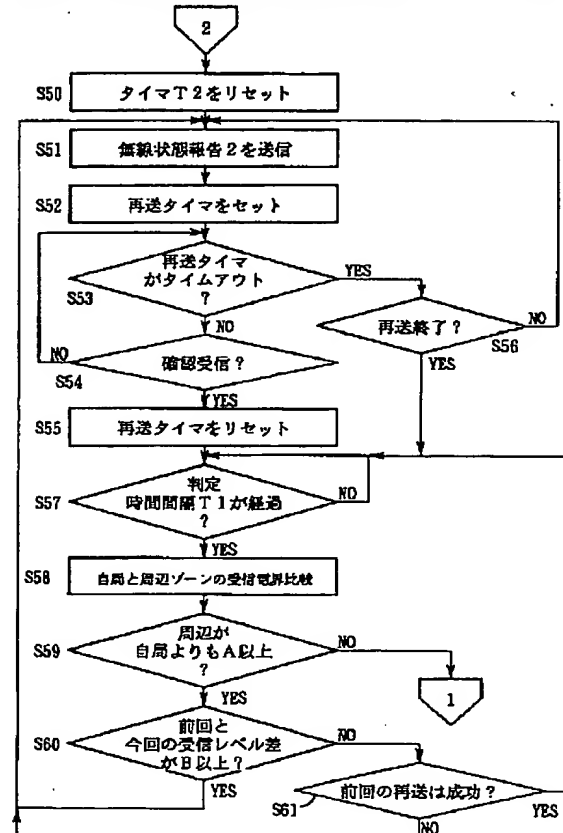 2
S50
タイマT2をリセット
S51
無線状態報告2を送信
S52
再送タイマをセット
再送タイマ
がタイムアウト
?
YES
S53
NO
再送終了?
NO
S56
NO
確認受信?
S54
YES
YES
S55
再送タイマをリセット
判定
時間間隔T1が経過
?
NO
S57
YES
S58
自局と周辺ゾーンの受信電界比較
周辺が
自局よりもA以上
?
NO
S59
1
YES
前回と
今回の受信レベル差
がB以上?
NO
S60
YES
前回の再送は成功?
S61
YES
NO